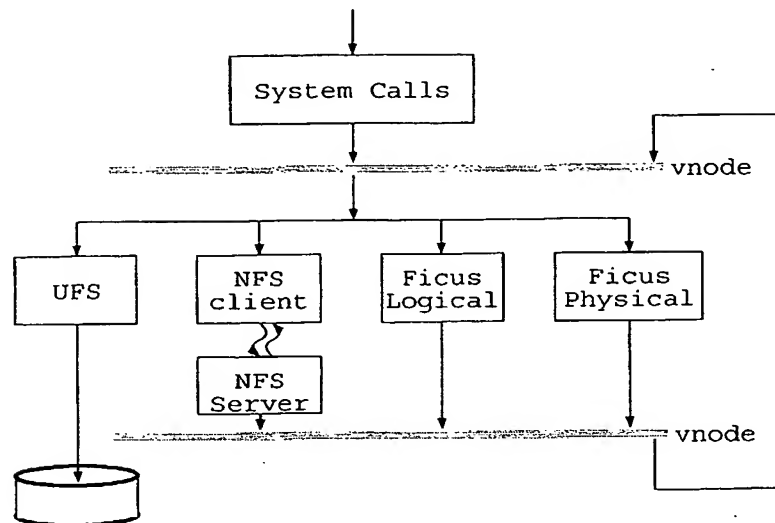 System Calls
vnode
UFS
NFS
client
Ficus
Logical
Ficus
Physical
NFS
Server
vnode